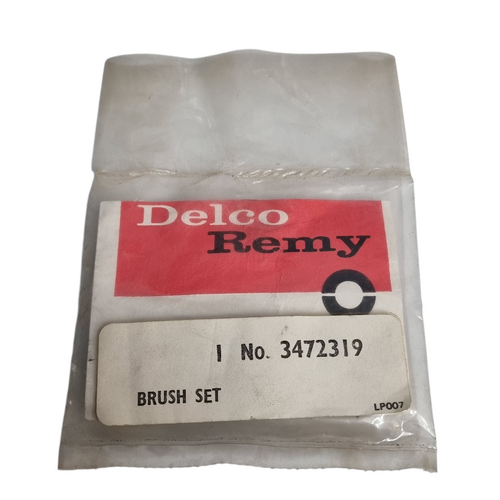 Delco
Remy
1 No. 3472319
BRUSH SET
LP007